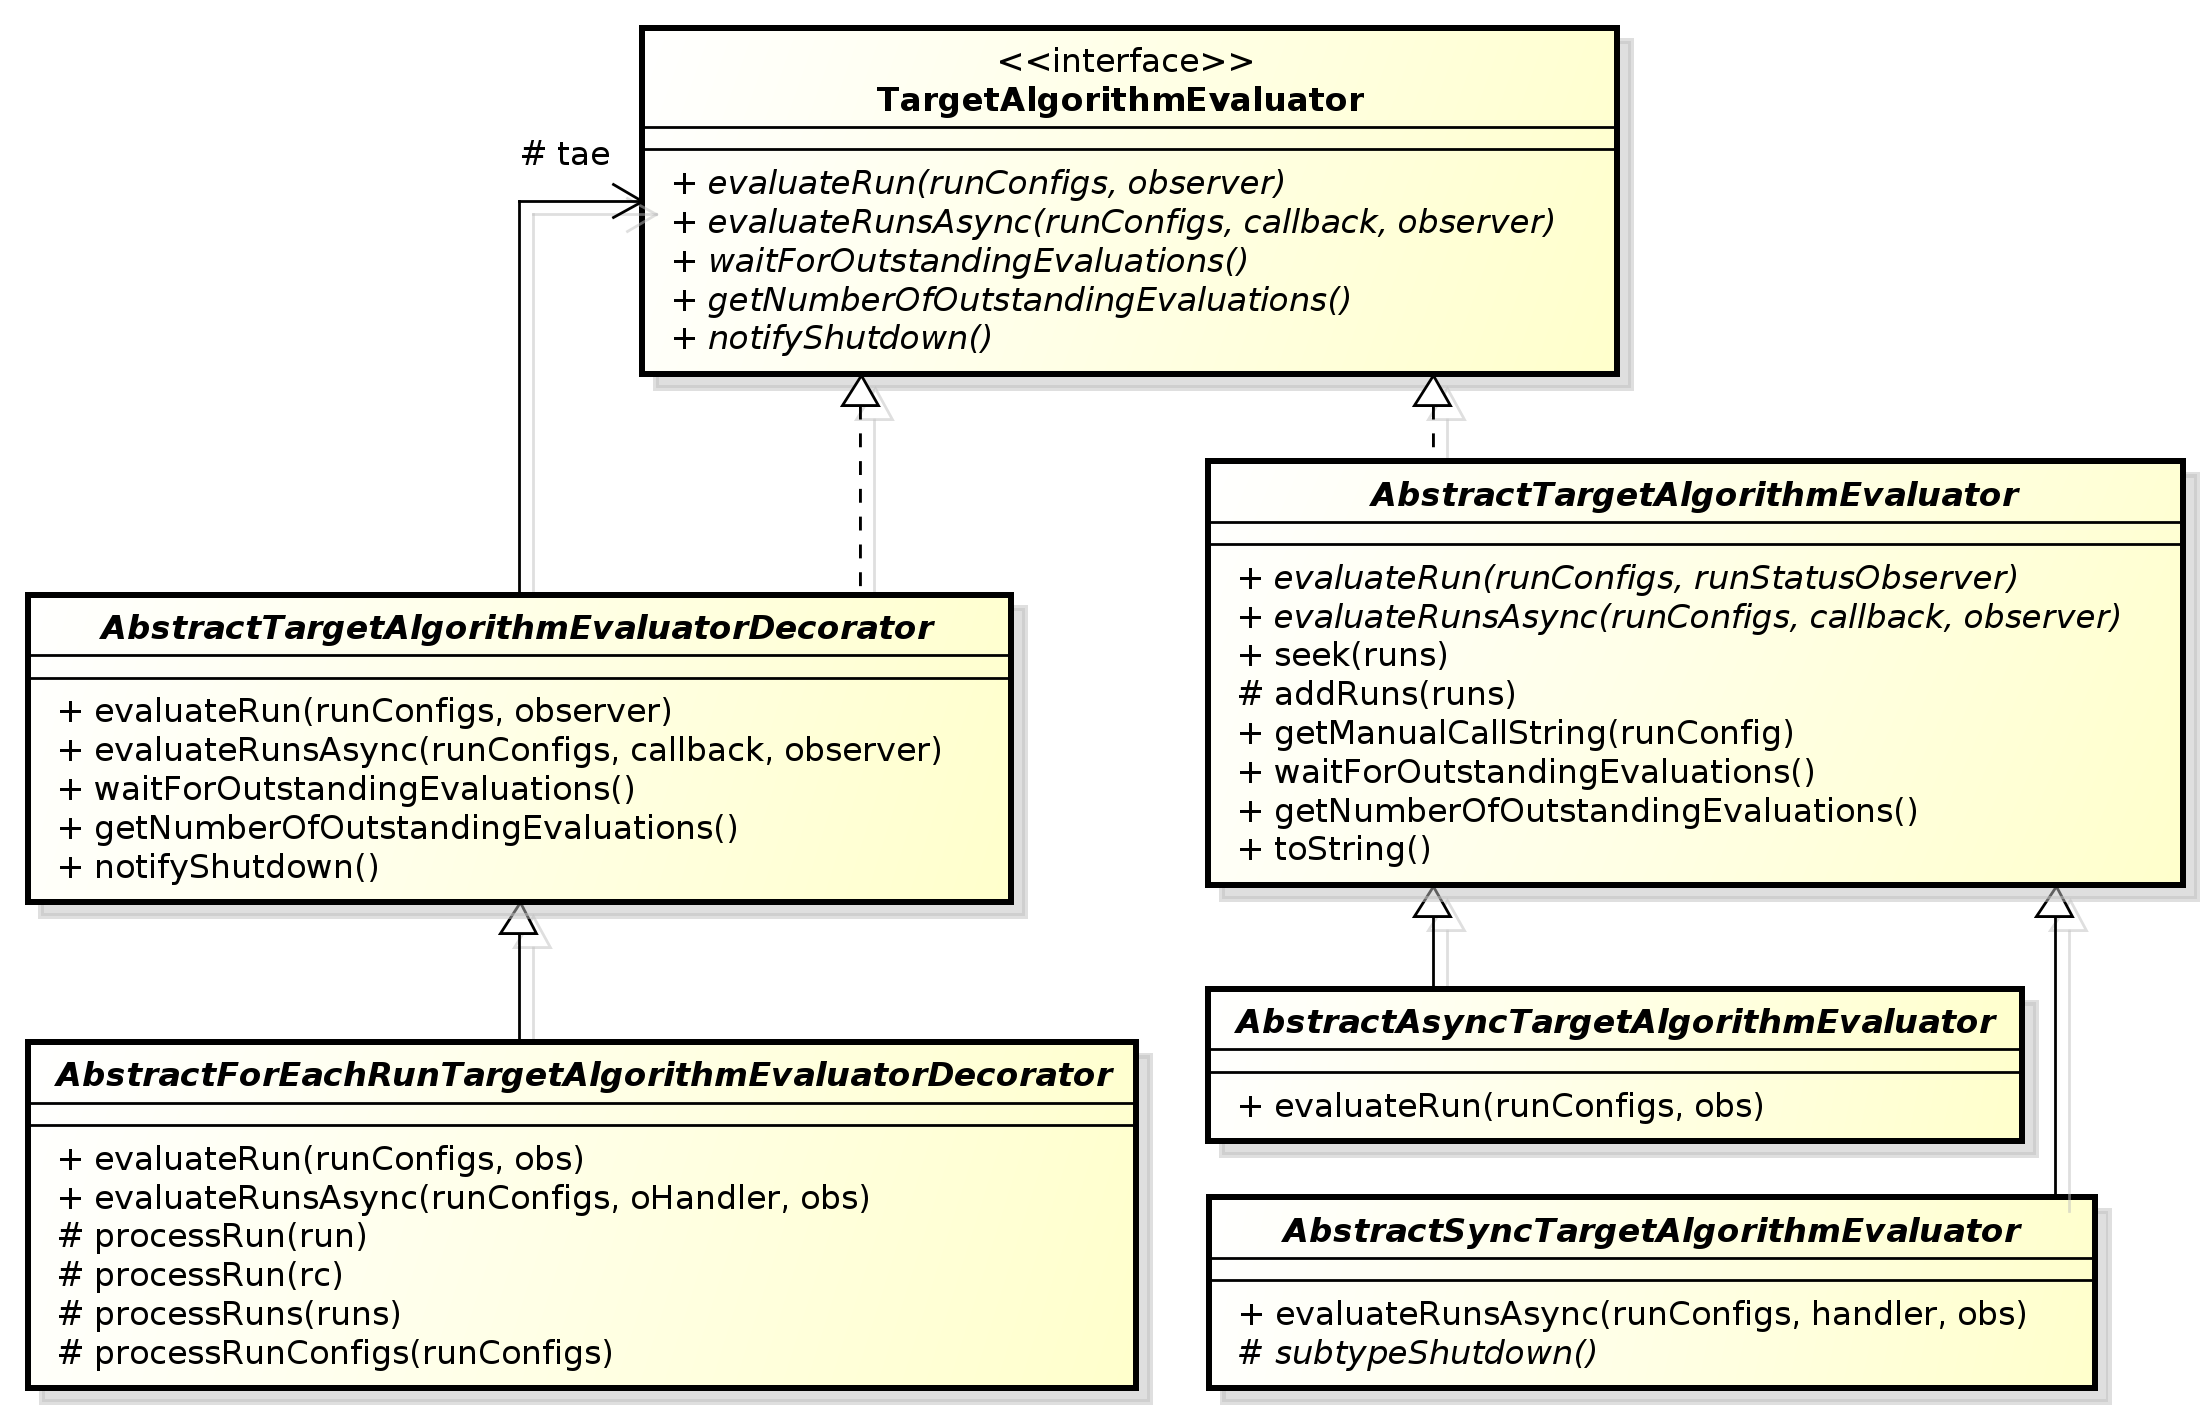 <<interface>>
TargetAlgorithmEvaluator
# tae
+ evaluateRun(runConfigs, observer)
+ evaluateRunsAsync(runConfigs, callback, observer)
+ waitForOutstandingEvaluations()
+ getNumberOfOutstandingEvaluations()
+ notifyShutdown()
AbstractTargetAlgorithmEvaluator
+ evaluateRun(runConfigs, runStatusObserver)
+ evaluateRunsAsync(runConfigs, callback, observer)
+ seek(runs)
# addRuns(runs)
+ getManualCallString(runConfig)
+ waitForOutstandingEvaluations()
+ getNumberOfOutstandingEvaluations()
+ toString()
AbstractTargetAlgorithmEvaluatorDecorator
+ evaluateRun(runConfigs, observer)
+ evaluateRunsAsync(runConfigs, callback, observer)
+ waitForOutstandingEvaluations()
+ getNumberOfOutstandingEvaluations()
+ notifyShutdown()
AbstractAsyncTargetAlgorithmEvaluator
+ evaluateRun(runConfigs, obs)
AbstractForEachRunTargetAlgorithmEvaluatorDecorator
+ evaluateRun(runConfigs, obs)
+ evaluateRunsAsync(runConfigs, oHandler, obs)
# processRun(run)
# processRun(rc)
# processRuns(runs)
# processRunConfigs(runConfigs)
AbstractSyncTargetAlgorithmEvaluator
+ evaluateRunsAsync(runConfigs, handler, obs)
# subtypeShutdown()